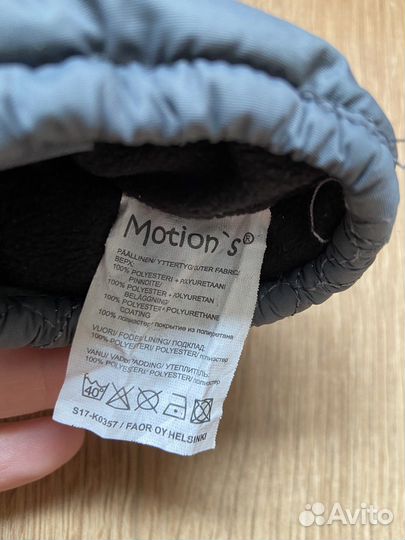 Motion`s®
PÄÄLLINEN/ YTTERTYG/OUTER FABRIC/
ВЕРХ:
100% POLYESTERI + POLYURETAANI
PINNOITE/
100% POLYESTER + POLYURETAN
BELÄGGNING/
100% POLYESTER + POLYURETHANE
COATING
100% полиэстер/ покрытие из полиуретана
VUORI/ FODER/ LINING/ ПОДКЛАД:
100% POLYESTERI/ POLYESTER/ полиэстер
VANU/ VADD/ PADDING/ УТЕПЛИТЕЛЬ:
100% POLYESTERI/ POLYESTER/ полиэстер
40°
S17-K0357 / FAOR OY HELSINKI
Avito